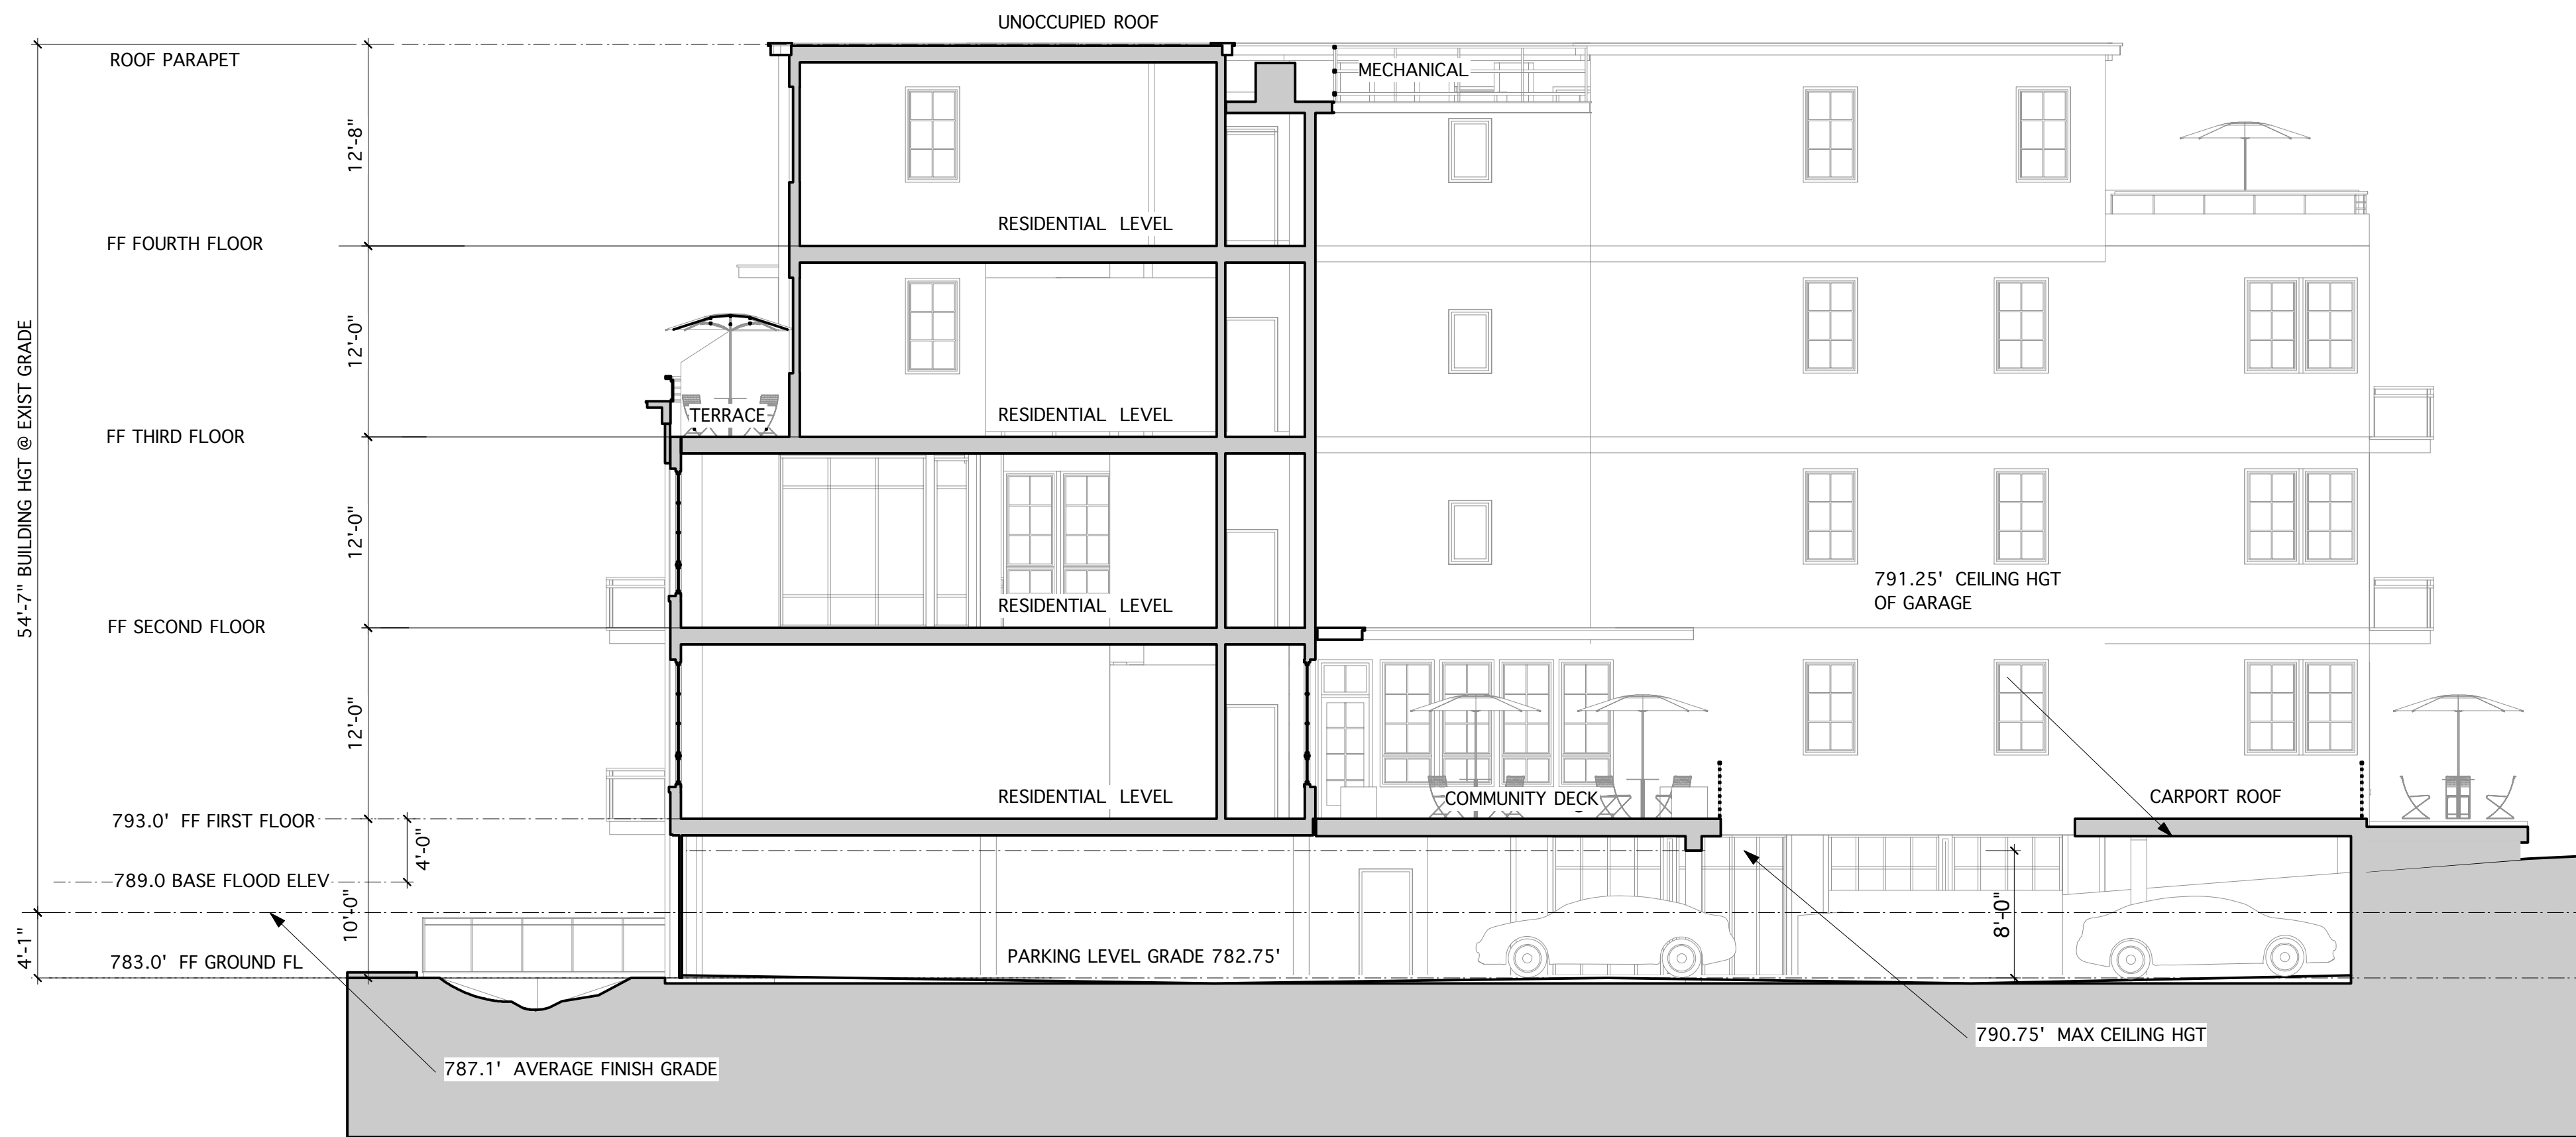 UNOCCUPIED ROOF
ROOF PARAPET
MECHANICAL
12'-8"
RESIDENTIAL LEVEL
FF FOURTH FLOOR
12'-0"
TERRACE
RESIDENTIAL LEVEL
FF THIRD FLOOR
54'-7" BUILDING HGT @ EXIST GRADE
12'-0"
791.25' CEILING HGT
OF GARAGE
RESIDENTIAL LEVEL
FF SECOND FLOOR
12'-0"
RESIDENTIAL LEVEL
COMMUNITY DECK
CARPORT ROOF
793.0' FF FIRST FLOOR
4'-0"
789.0 BASE FLOOD ELEV
10'-0"
8'-0"
4'-1"
783.0' FF GROUND FL
PARKING LEVEL GRADE 782.75'
790.75' MAX CEILING HGT
787.1' AVERAGE FINISH GRADE